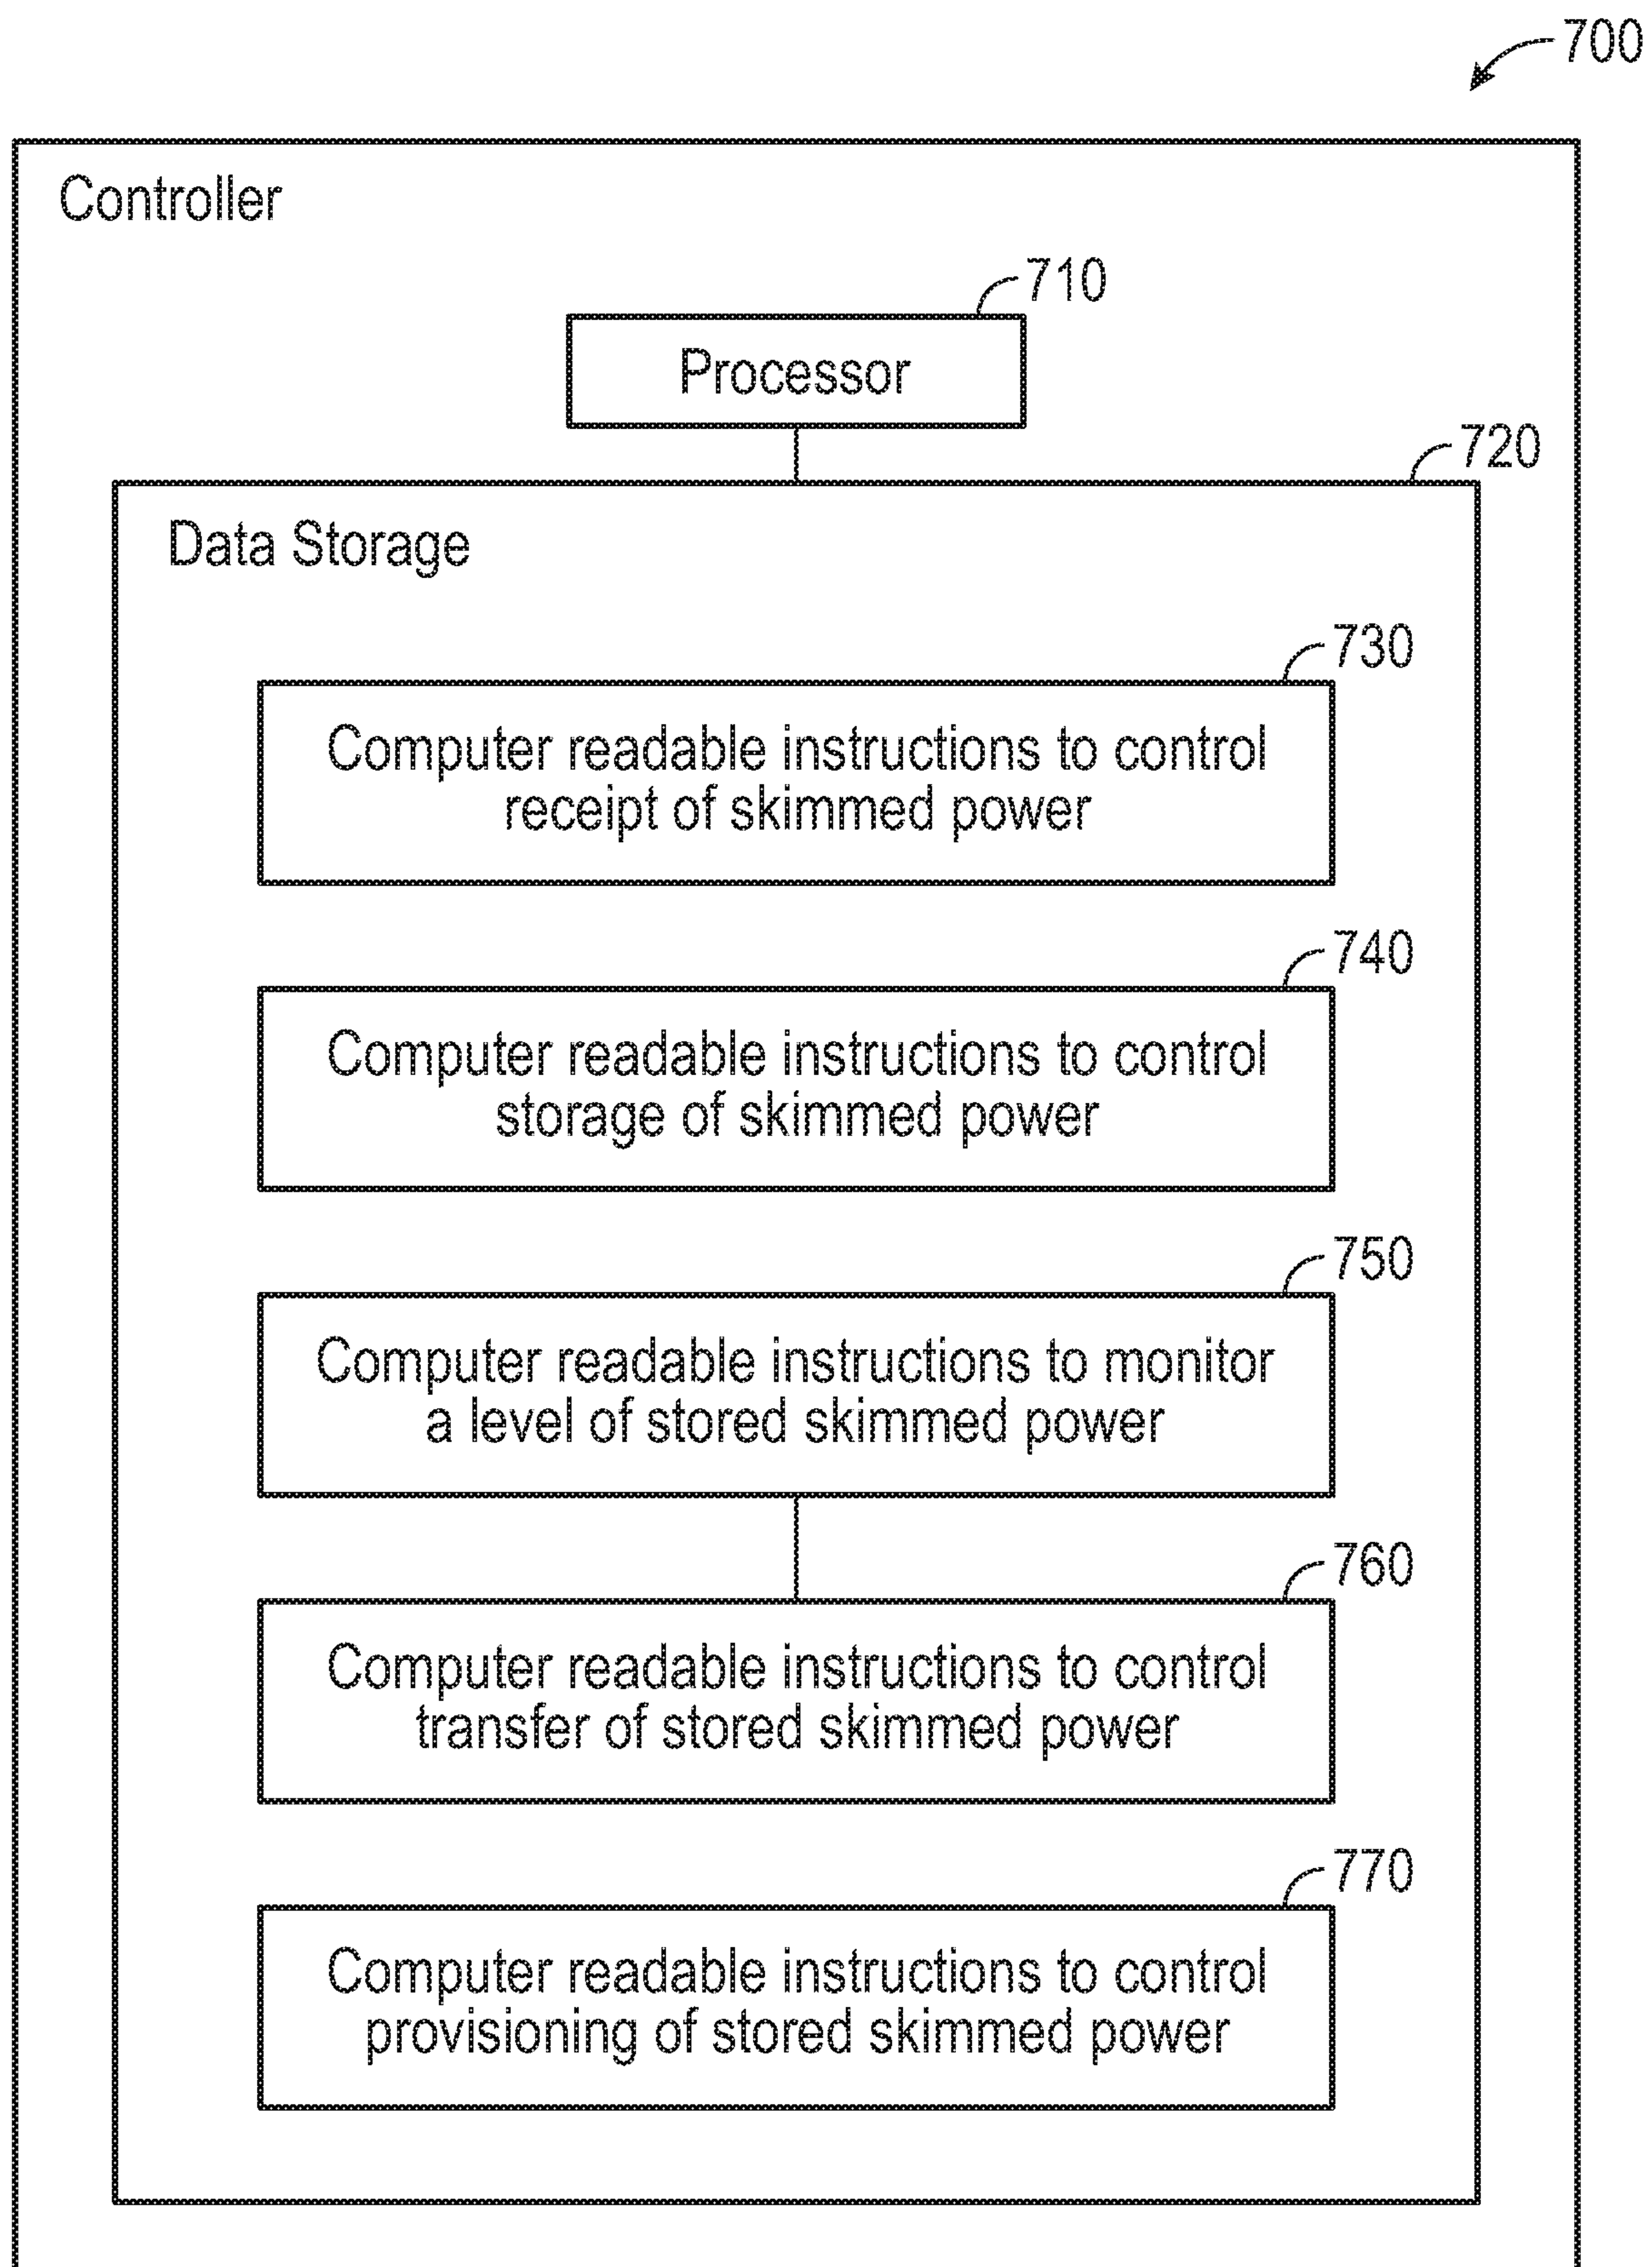 700
Controller
710
Processor
720
Data Storage
730
Computer readable instructions to control
receipt of skimmed power
740
Computer readable instructions to control
storage of skimmed power
750
Computer readable instructions to monitor
a level of stored skimmed power
760
Computer readable instructions to control
transfer of stored skimmed power
770
Computer readable instructions to control
provisioning of stored skimmed power